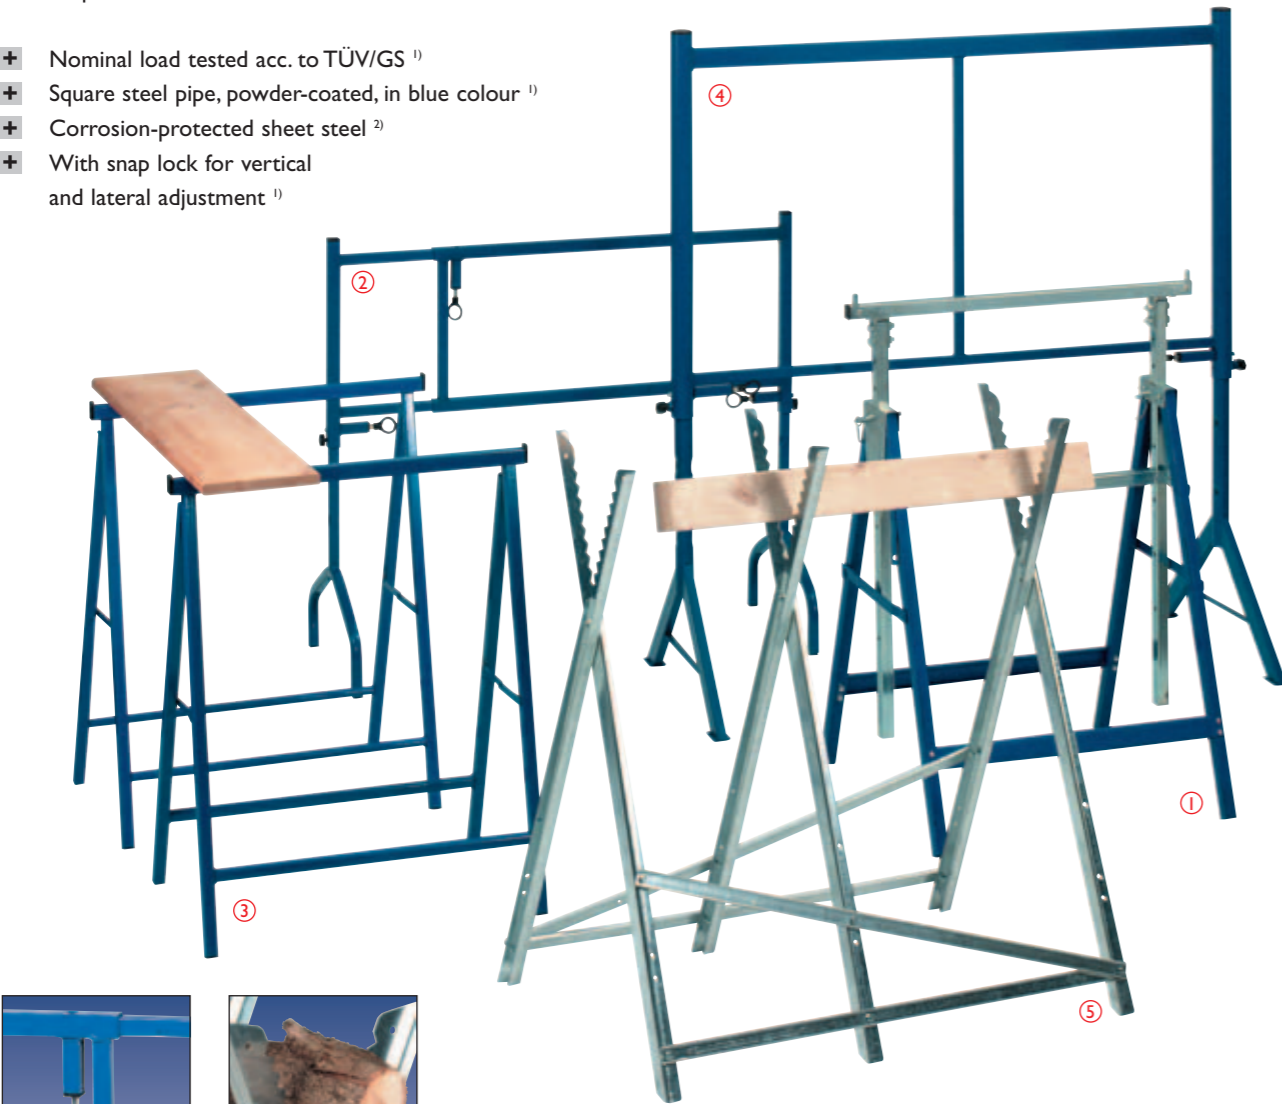 Nominal load tested acc. to TÜV/GS 1)
Square steel pipe, powder-coated, in blue colour 1)
Corrosion-protected sheet steel 2)
With snap lock for vertical
and lateral adjustment 1)
④
②
①
③
⑤